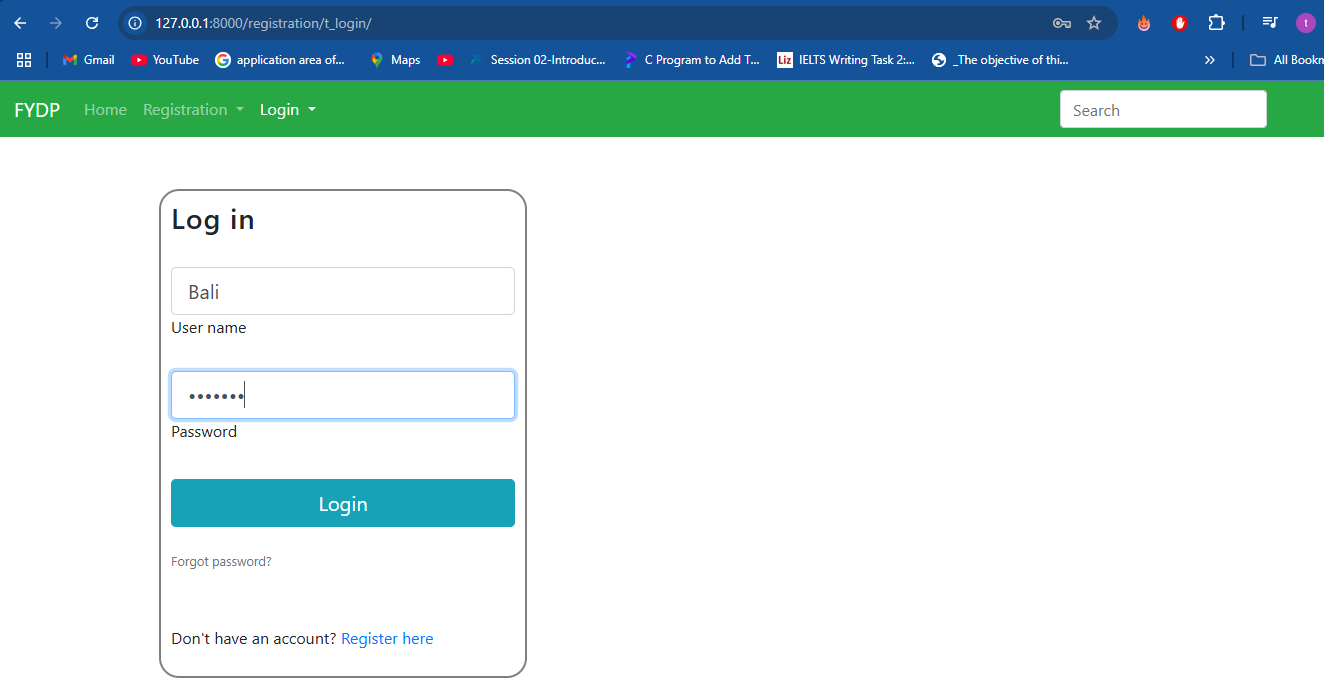 127.0.0.1:8000/registration/t_login/
t
Gmail YouTube application area of... Maps Session 02-Introduc... C Program to Add T... Liz IELTS Writing Task 2:... _The objective of thi... » All Bookm
FYDP Home Registration Login Search
Log in
Bali
User name
•••••••
Password
Login
Forgot password?
Don't have an account? Register here